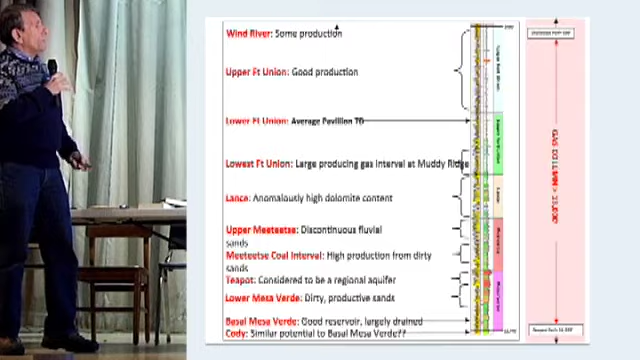 Wind River: Some production
Upper Ft Union: Good production
Lower Ft Union: Average Pavillion TD
Lowest Ft Union: Large producing gas interval at Muddy Ridge
Lance: Anomalously high dolomite content
Upper Meeteetse: Discontinuous fluvial
sands
Meeteetse Coal Interval: High production from dirty
sands
Teapot: Considered to be a regional aquifer
Lower Mesa Verde: Dirty, productive sands
Basal Mesa Verde: Good reservoir, largely drained
Cody: Similar potential to Basal Mesa Verde??
Lance